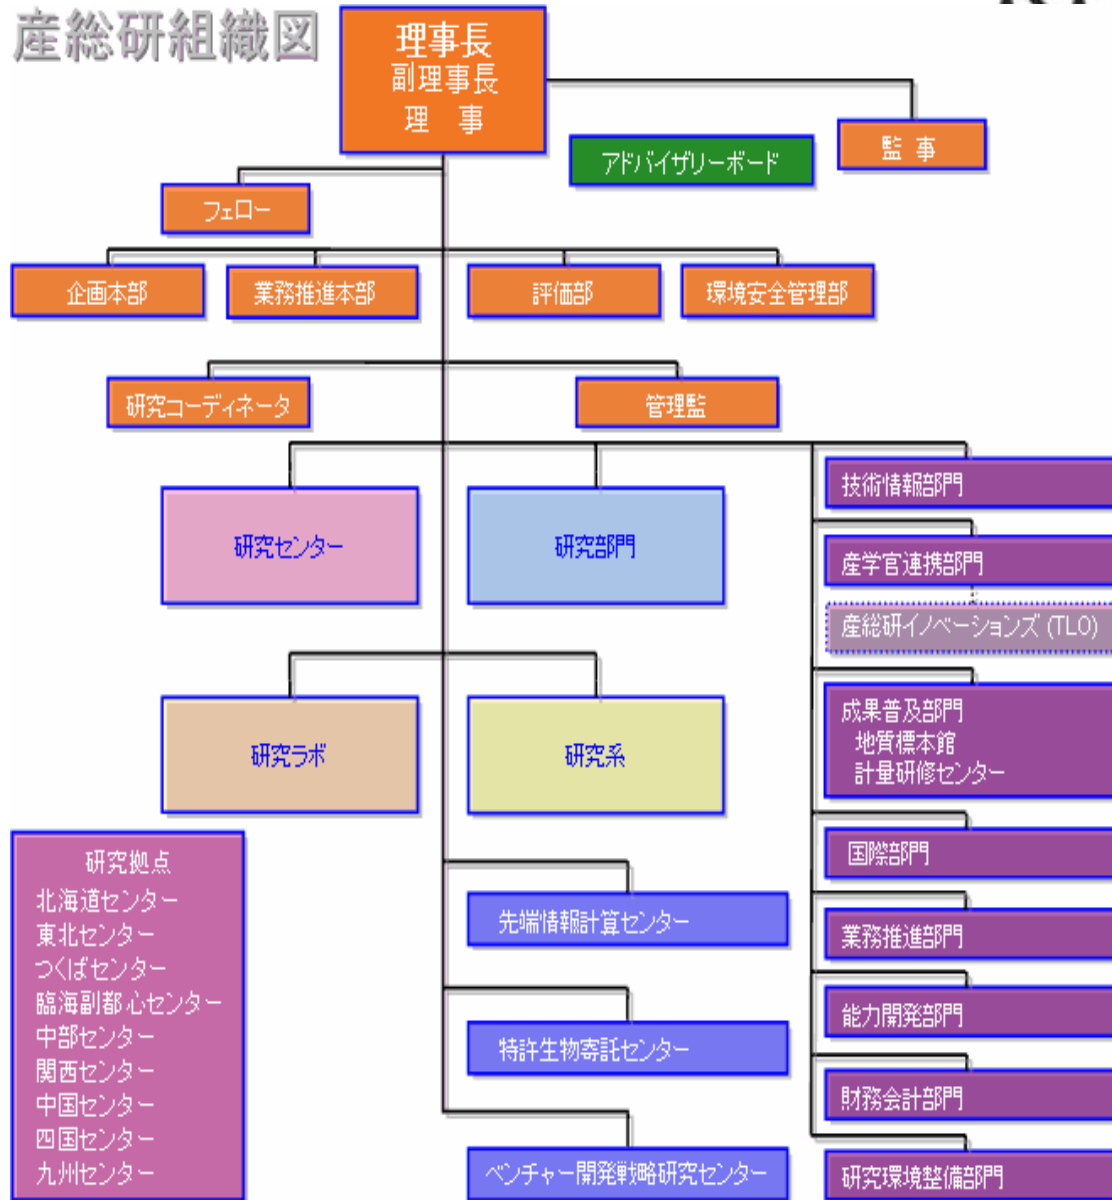 産総研組織図
理事長
副理事長
理　事
監 事
アドバイザリーボード
フェロー
企画本部
業務推進本部
評価部
環境安全管理部
研究コーディネータ
管理監
研究センター
研究部門
技術情報部門
産学官連携部門
産総研イノベーションズ (TLO)
成果普及部門
地質標本館
計量研修センター
研究ラボ
研究系
国際部門
業務推進部門
能力開発部門
財務会計部門
研究環境整備部門
先端情報計算センター
特許生物寄託センター
ベンチャー開発戦略研究センター
研究拠点
北海道センター
東北センター
つくばセンター
臨海副都心センター
中部センター
関西センター
中国センター
四国センター
九州センター